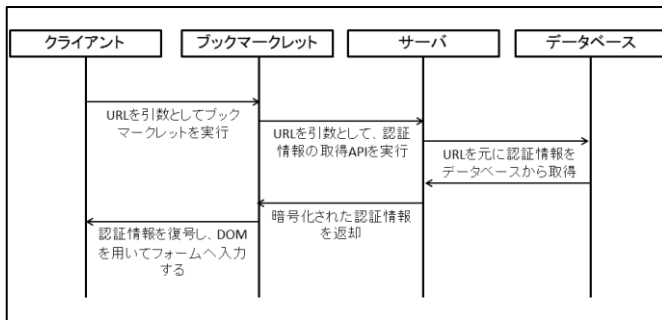 クライアント
ブックマークレット
サーバ
データベース
URLを引数としてブック
マークレットを実行
URLを引数として、認証
情報の取得APIを実行
URLを元に認証情報を
データベースから取得
暗号化された認証情報
を返却
認証情報を復号し、DOM
を用いてフォームへ入力
する